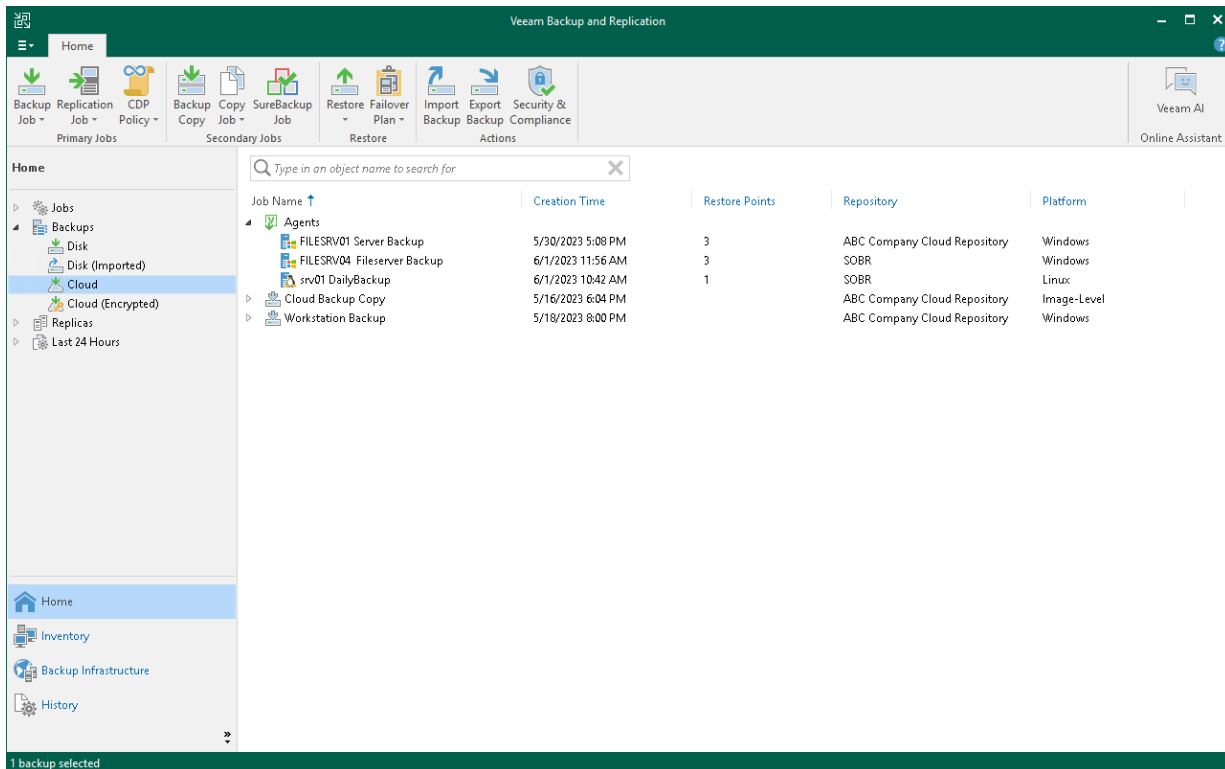 Veeam Backup and Replication
Home
Backup Job
Replication Job
CDP Policy
Backup Copy
Copy Job
SureBackup Job
Restore
Failover Plan
Import Backup
Export Backup
Security & Compliance
Veeam AI
Primary Jobs
Secondary Jobs
Restore
Actions
Online Assistant
Home
Type in an object name to search for
Jobs
Backups
Disk
Disk (Imported)
Cloud
Cloud (Encrypted)
Replicas
Last 24 Hours
Job Name Creation Time Restore Points Repository Platform
Agents
FILESRV01 Server Backup 5/30/2023 5:08 PM 3 ABC Company Cloud Repository Windows
FILESRV04 Fileserver Backup 6/1/2023 11:56 AM 3 SOBR Windows
srv01 DailyBackup 6/1/2023 10:42 AM 1 SOBR Linux
Cloud Backup Copy 5/16/2023 6:04 PM ABC Company Cloud Repository Image-Level
Workstation Backup 5/18/2023 8:00 PM ABC Company Cloud Repository Windows
Home
Inventory
Backup Infrastructure
History
1 backup selected